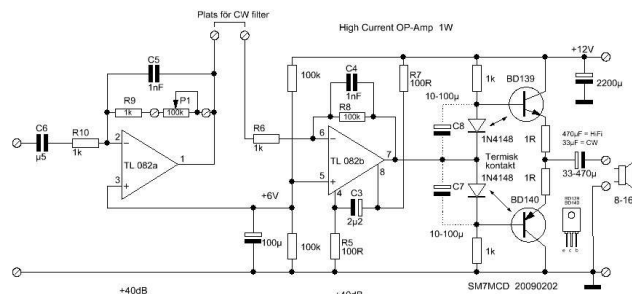 Plats för CW filter
High Current OP-Amp 1W
+12V
C5
1nF
R9
1k
P1
100k
C6
µ5
R10
1k
2
3
1
TL 082a
R6
1k
100k
C4
1nF
R8
100k
R7
100R
6
5
7
4
8
TL 082b
+6V
100µ
100k
C3
2µ2
R5
100R
10-100µ
C8
C7
10-100µ
1k
1N4148
Termisk
kontakt
1N4148
1k
BD139
1R
1R
BD140
2200µ
470µF = HiFi
33µF = CW
33-470µ
8-16
BD139
BD140
SM7MCD 20090202
+40dB
+40dB